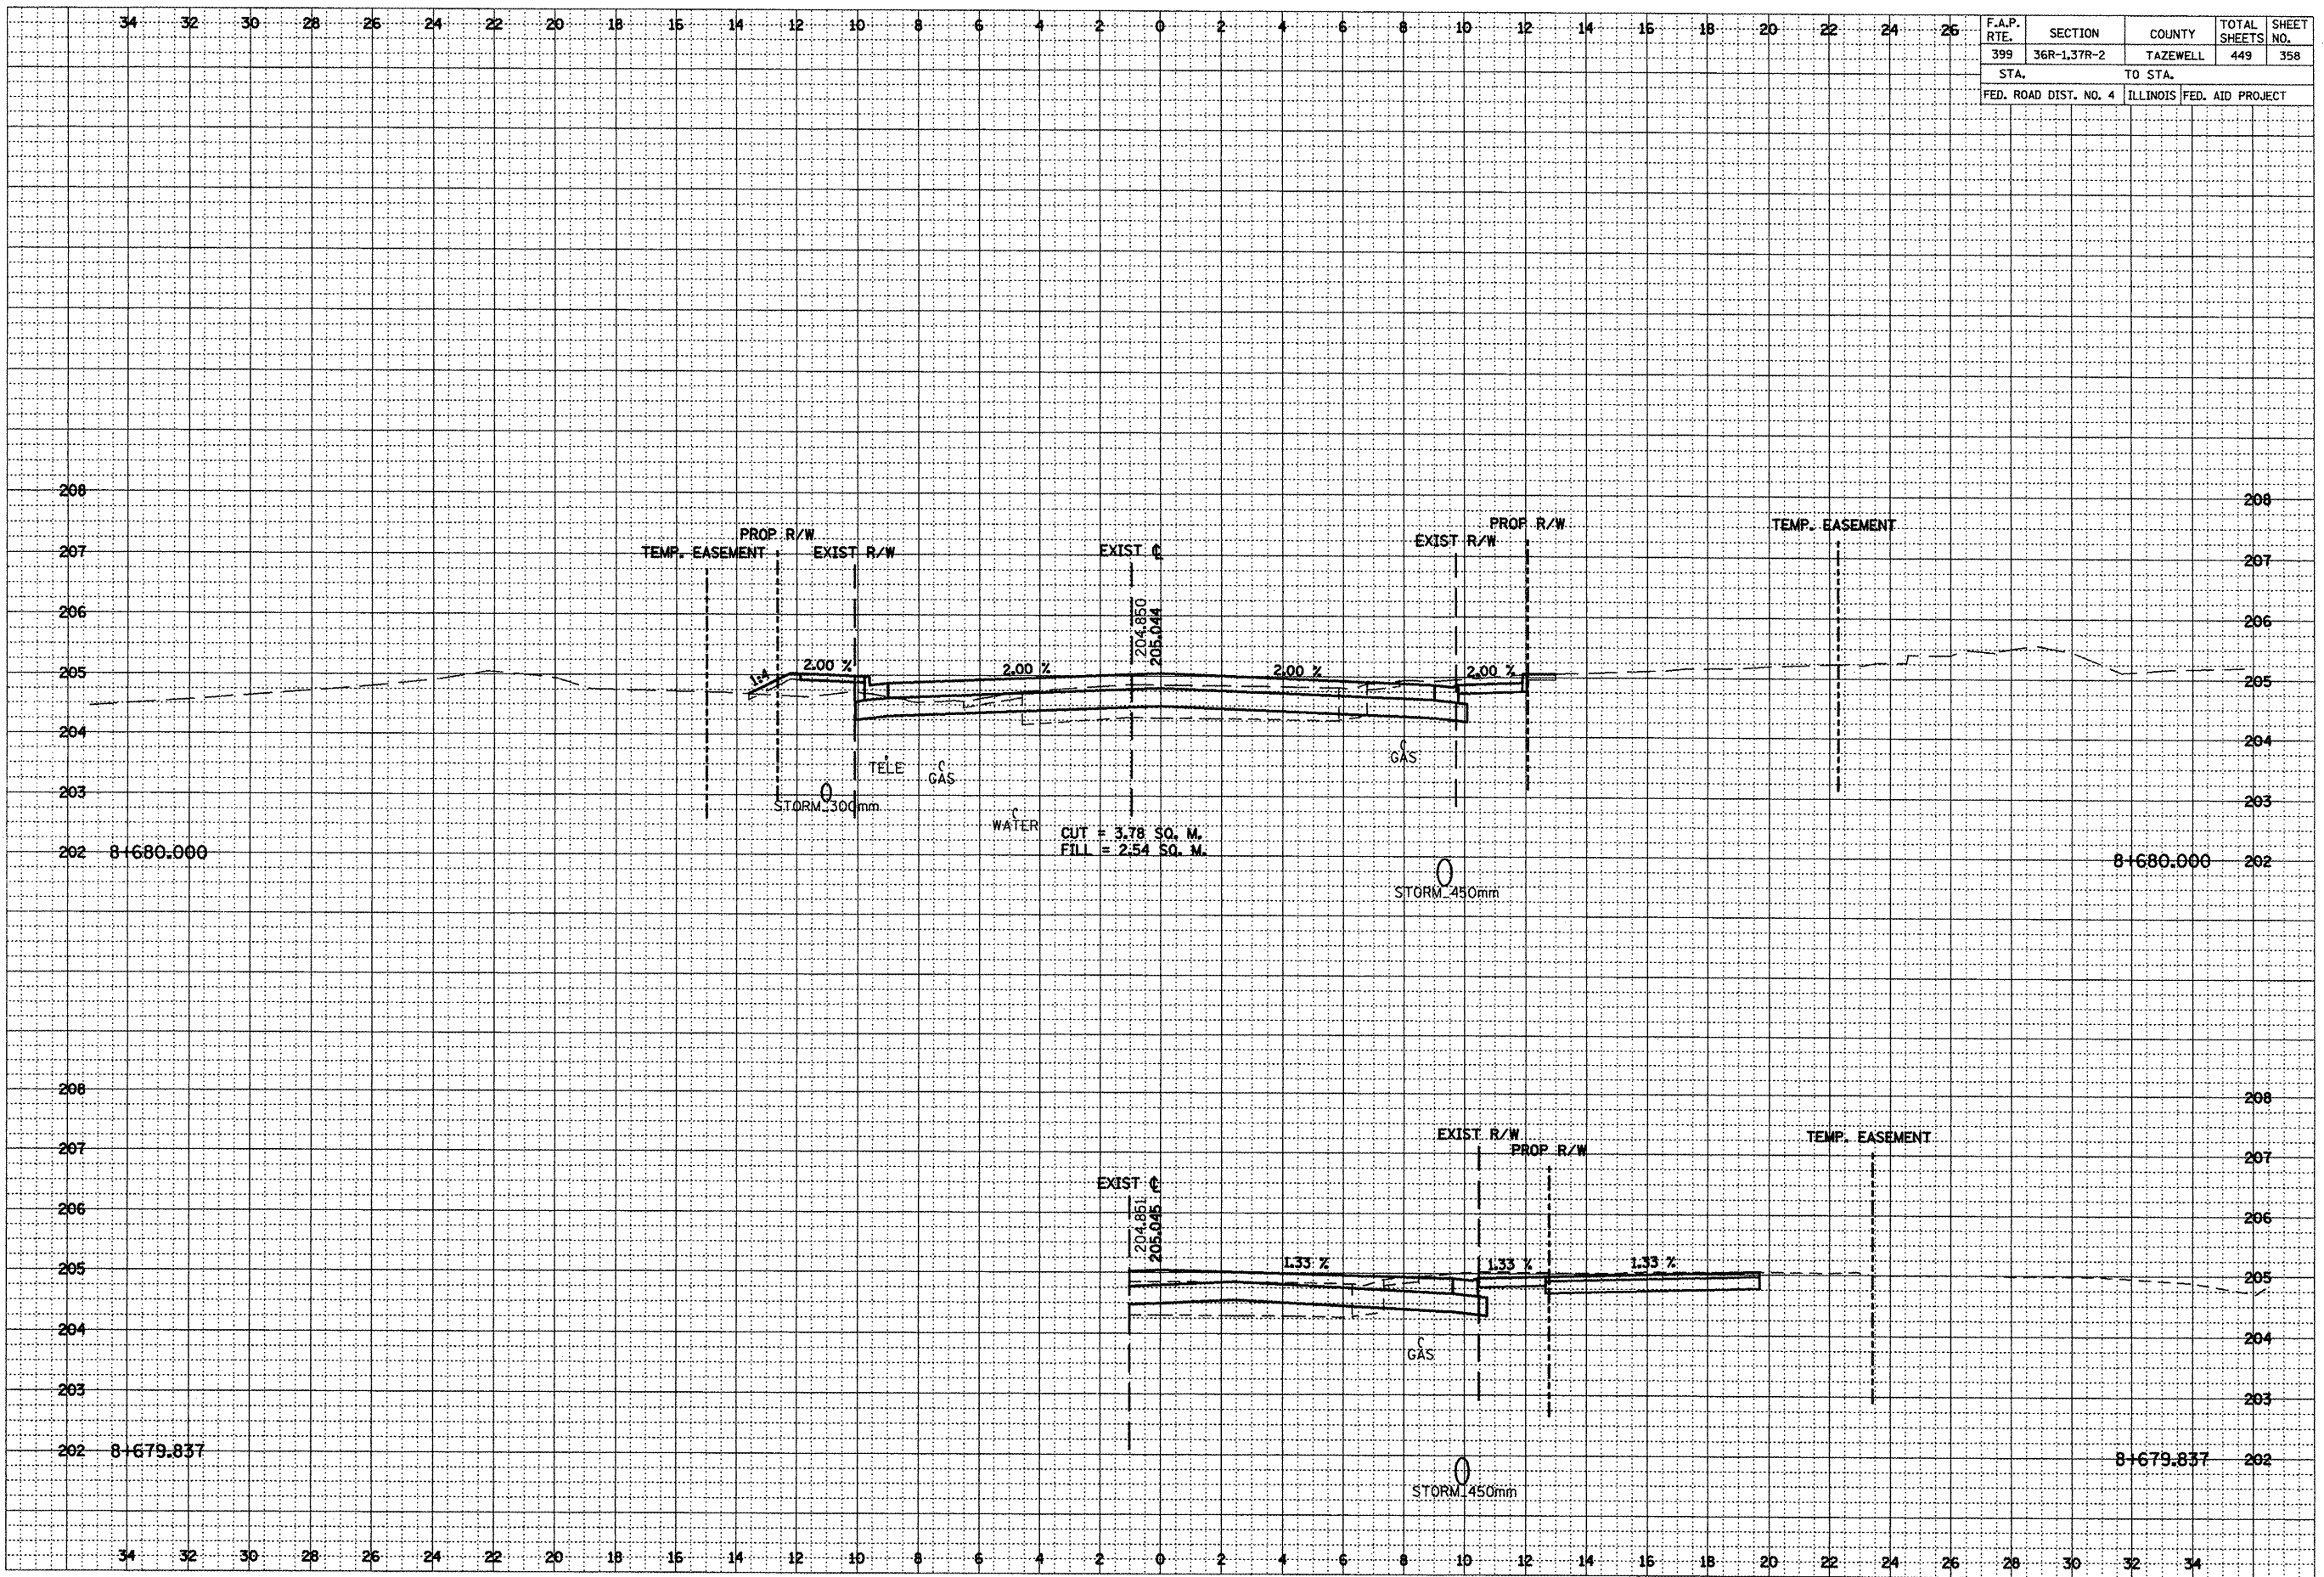 34 32 30 28 26 24 22 20 18 16 14 12 10 8 6 4 2 0 2 4 6 8 10 12 14 16 18 20 22 24 26
F.A.P. RTE. SECTION COUNTY TOTAL SHEETS SHEET NO.
399 36R-1,37R-2 TAZEWELL 449 358
STA. TO STA.
FED. ROAD DIST. NO. 4 ILLINOIS FED. AID PROJECT
208 208
PROP R/W PROP R/W TEMP. EASEMENT
207 TEMP. EASEMENT EXIST R/W EXIST ℄ EXIST R/W 207
206 206
204.850
205.044
205 1:4 2.00 % 2.00 % 2.00 % 2.00 % 205
204 204
TELE GAS GAS
203 203
STORM_300mm
WATER
CUT = 3.78 SQ. M.
FILL = 2.54 SQ. M.
202 8+680.000 8+680.000 202
STORM_450mm
208 208
EXIST R/W TEMP. EASEMENT
207 PROP R/W 207
EXIST ℄
206 206
204.851
205.045
205 1.33 % 1.33 % 1.33 % 205
204 204
GAS
203 203
202 8+679.837 8+679.837 202
STORM_450mm
34 32 30 28 26 24 22 20 18 16 14 12 10 8 6 4 2 0 2 4 6 8 10 12 14 16 18 20 22 24 26 28 30 32 34